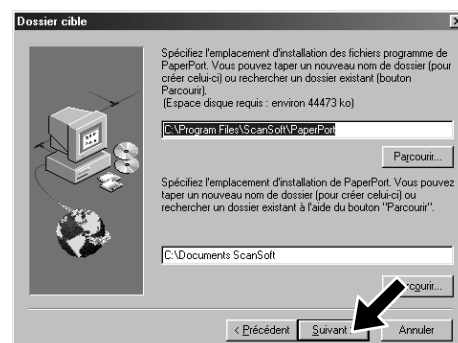 Dossier cible
Spécifiez l'emplacement d'installation des fichiers programme de
PaperPort. Vous pouvez taper un nouveau nom de dossier (pour
créer celui-ci) ou rechercher un dossier existant (bouton
Parcourir).
(Espace disque requis : environ 44473 ko)
C:\Program Files\ScanSoft\PaperPort
Parcourir...
Spécifiez l'emplacement d'installation de PaperPort. Vous pouvez
taper un nouveau nom de dossier (pour créer celui-ci) ou
rechercher un dossier existant à l'aide du bouton "Parcourir".
C:\Documents ScanSoft
< Précédent Suivant Annuler